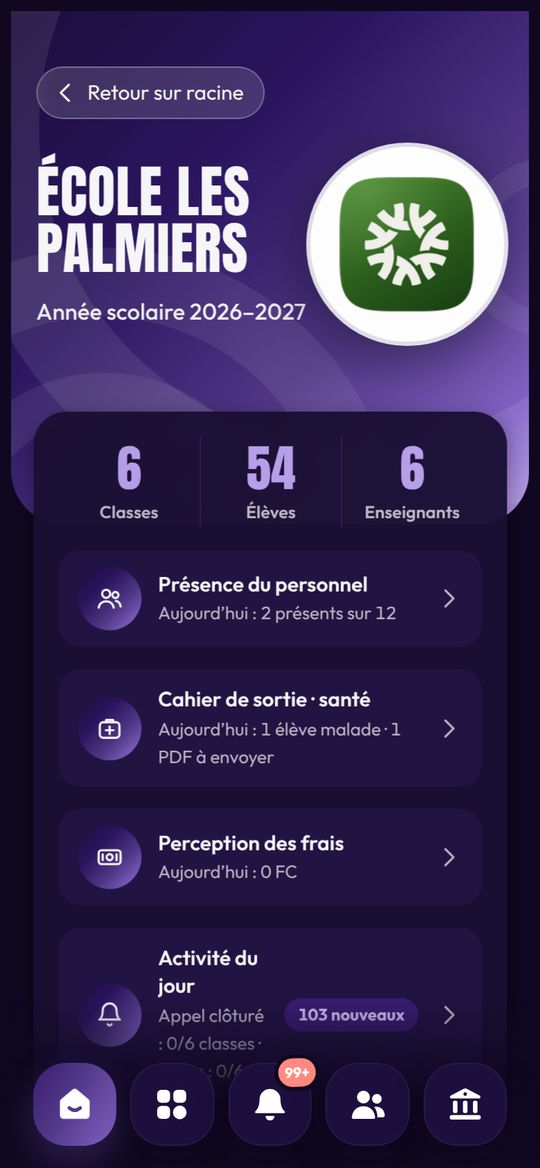 Retour sur racine
ÉCOLE LES
PALMIERS
Année scolaire 2026–2027
6
Classes
54
Élèves
6
Enseignants
Présence du personnel
Aujourd’hui : 2 présents sur 12
Cahier de sortie · santé
Aujourd’hui : 1 élève malade · 1
PDF à envoyer
Perception des frais
Aujourd’hui : 0 FC
Activité du
jour
Appel clôturé
: 0/6 classes ·
103 nouveaux
: 0/6
99+